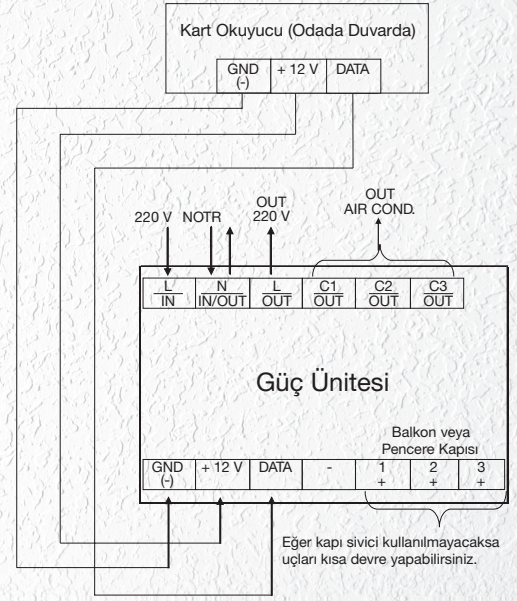 Kart Okuyucu (Odada Duvarda)
GND (-) + 12 V DATA
220 V NOTR OUT 220 V
OUT AIR COND.
L IN N IN/OUT L OUT C1 OUT C2 OUT C3 OUT
Güç Ünitesi
Balkon veya
Pencere Kapısı
GND (-) + 12 V DATA - 1 + 2 + 3 +
Eğer kapı sivici kullanılmayacaksa
uçları kısa devre yapabilirsiniz.